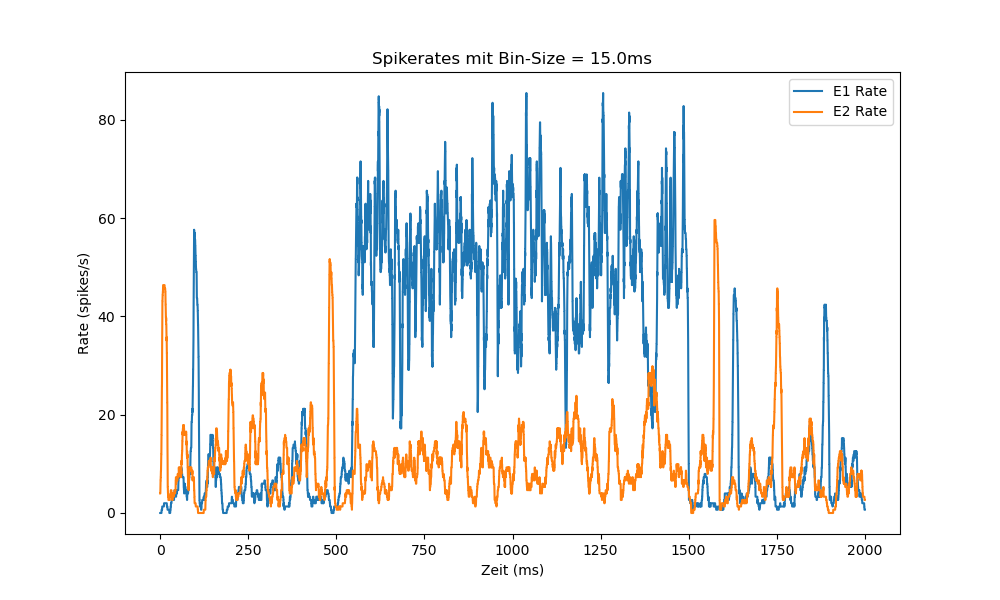 Spikerates mit Bin-Size = 15.0ms
E1 Rate
E2 Rate
Rate (spikes/s)
80
60
40
20
0
0 250 500 750 1000 1250 1500 1750 2000
Zeit (ms)